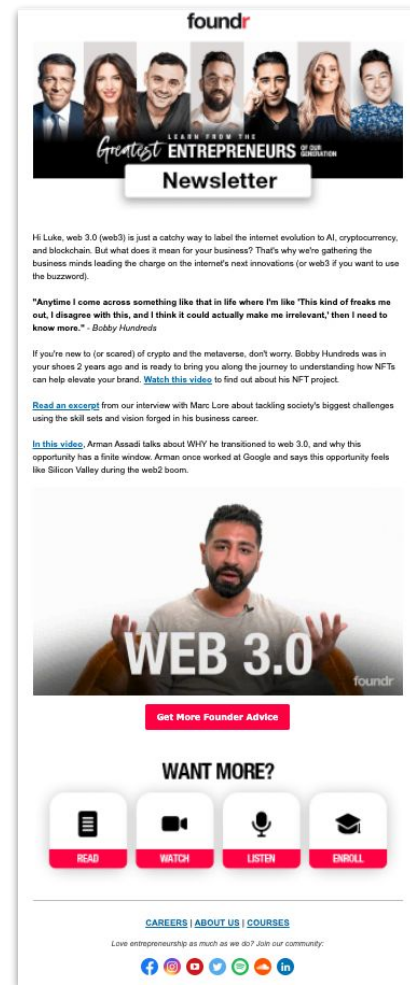 foundr
LEARN FROM THE
Greatest ENTREPRENEURS OF OUR GENERATION
Newsletter
Hi Luke, web 3.0 (web3) is just a catchy way to label the internet evolution to AI, cryptocurrency,
and blockchain. But what does it mean for your business? That's why we're gathering the
business minds leading the charge on the internet's next innovations (or web3 if you want to use
the buzzword).
"Anytime I come across something like that in life where I'm like 'This kind of freaks me
out, I disagree with this, and I think it could actually make me irrelevant,' then I need to
know more." - Bobby Hundreds
If you're new to (or scared) of crypto and the metaverse, don't worry. Bobby Hundreds was in
your shoes 2 years ago and is ready to bring you along the journey to understanding how NFTs
can help elevate your brand. Watch this video to find out about his NFT project.
Read an excerpt from our interview with Marc Lore about tackling society's biggest challenges
using the skill sets and vision forged in his business career.
In this video, Arman Assadi talks about WHY he transitioned to web 3.0, and why this
opportunity has a finite window. Arman once worked at Google and says this opportunity feels
like Silicon Valley during the web2 boom.
WEB 3.0
foundr
Get More Founder Advice
WANT MORE?
READ WATCH LISTEN ENROLL
CAREERS | ABOUT US | COURSES
Love entrepreneurship as much as we do? Join our community: